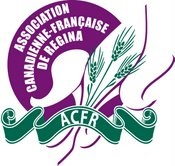 ASSOCIATION
CANADIENNE-FRANÇAISE
DE REGINA
ACFR